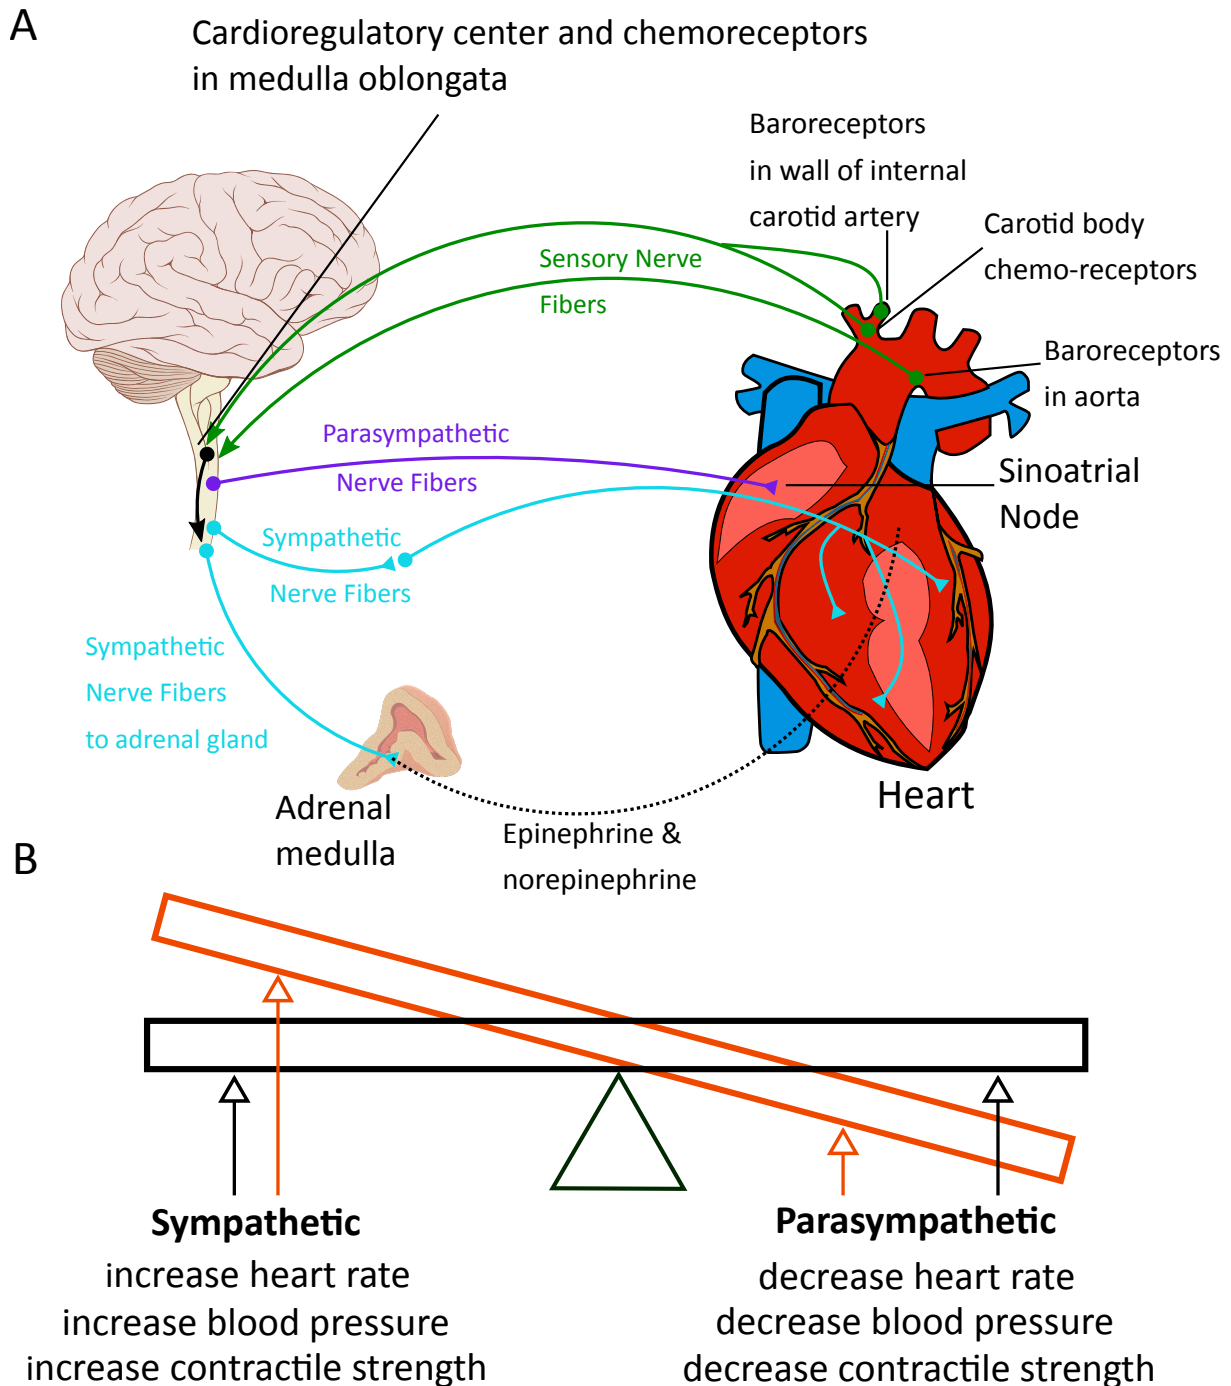 A
Cardioregulatory center and chemoreceptors
in medulla oblongata
Baroreceptors
in wall of internal
carotid artery
Carotid body
chemo-receptors
Sensory Nerve
Fibers
Baroreceptors
in aorta
Parasympathetic
Nerve Fibers
Sinoatrial
Node
Sympathetic
Nerve Fibers
Sympathetic
Nerve Fibers
to adrenal gland
Heart
Adrenal
medulla
Epinephrine &
norepinephrine
B
Sympathetic
increase heart rate
increase blood pressure
increase contractile strength
Parasympathetic
decrease heart rate
decrease blood pressure
decrease contractile strength